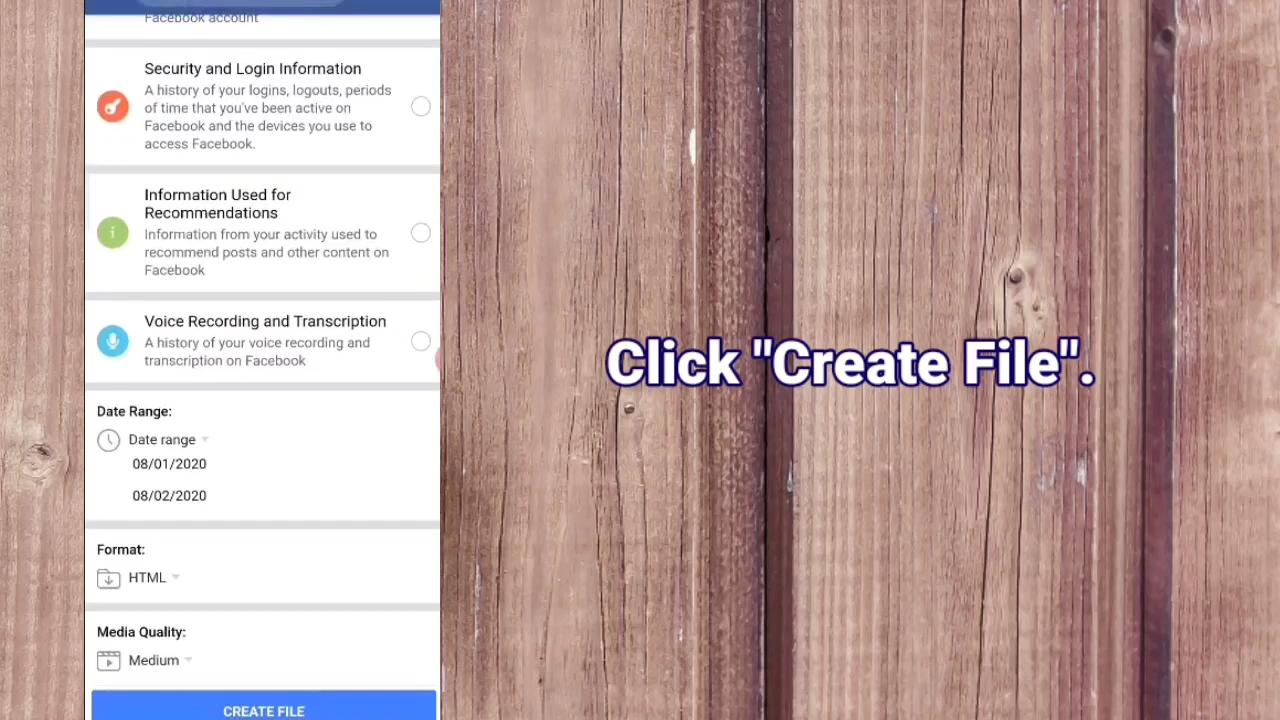 Facebook account
Security and Login Information
A history of your logins, logouts, periods
of time that you've been active on
Facebook and the devices you use to
access Facebook.
Information Used for
Recommendations
Information from your activity used to
recommend posts and other content on
Facebook
Voice Recording and Transcription
A history of your voice recording and
transcription on Facebook
Date Range:
Date range
08/01/2020
08/02/2020
Format:
HTML
Media Quality:
Medium
CREATE FILE
Click "Create File".